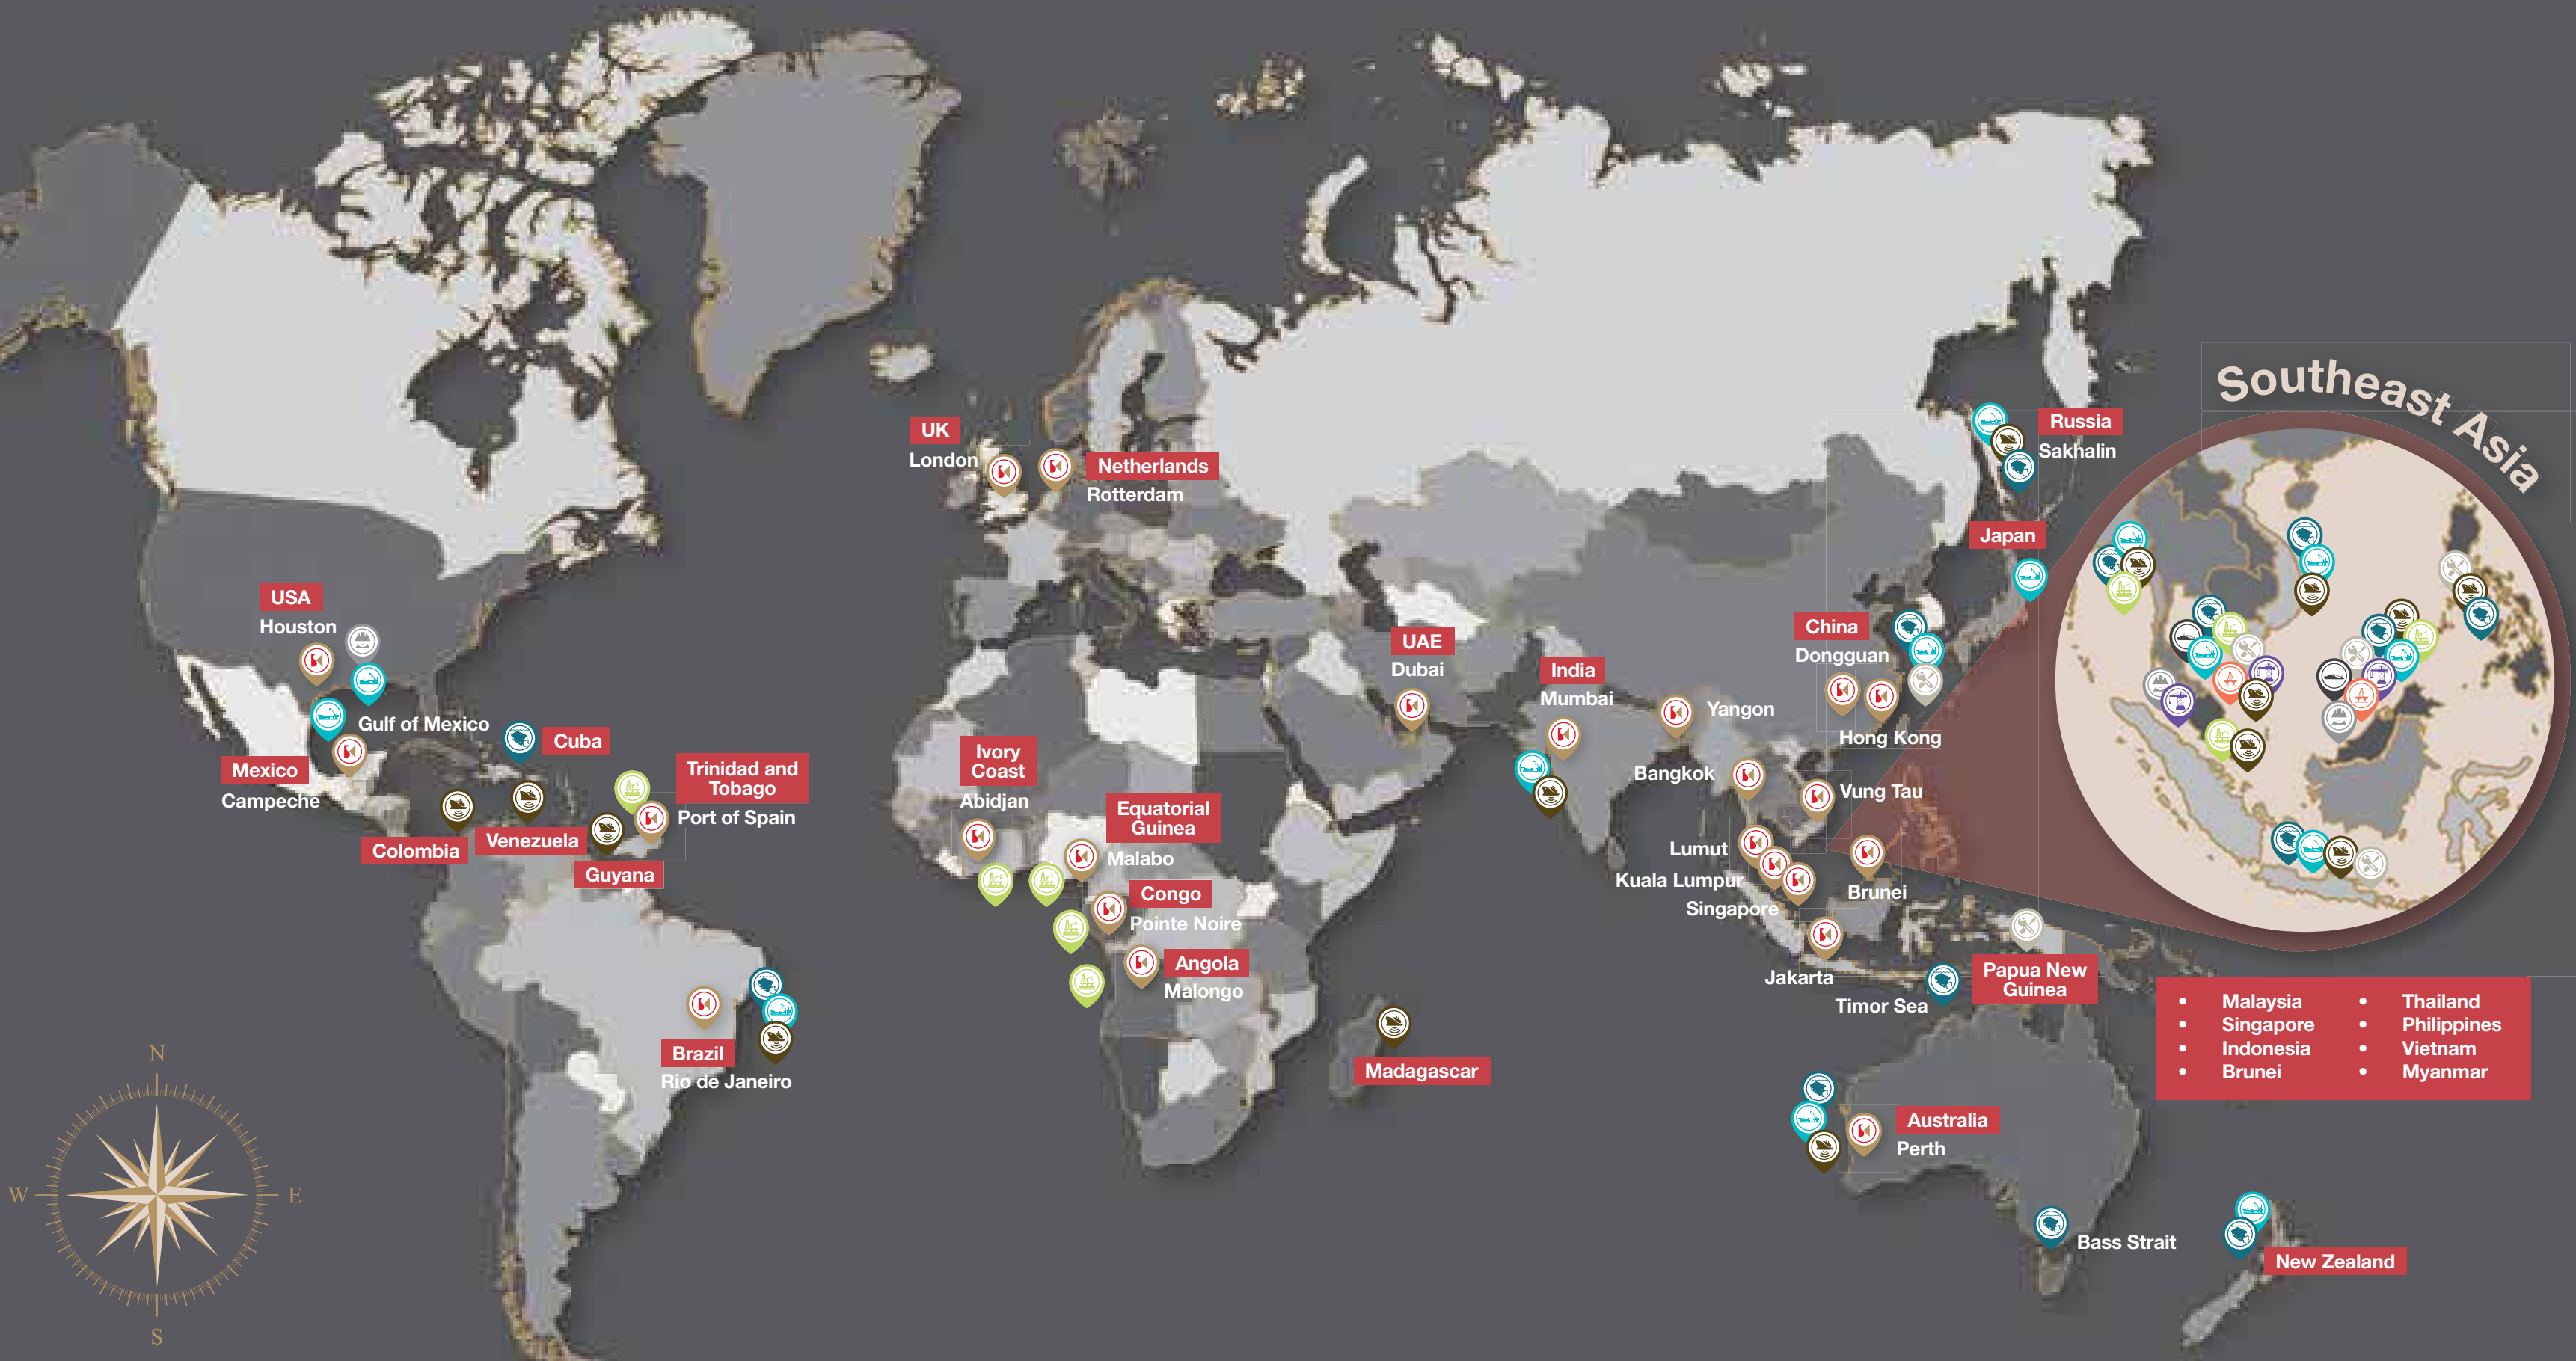 Southeast Asia
UK
London
Netherlands
Rotterdam
Russia
Sakhalin
Japan
USA
Houston
Gulf of Mexico
Mexico
Campeche
Cuba
Trinidad and
Tobago
Port of Spain
Colombia
Venezuela
Guyana
Brazil
Rio de Janeiro
Ivory
Coast
Abidjan
Equatorial
Guinea
Malabo
Congo
Pointe Noire
Angola
Malongo
Madagascar
UAE
Dubai
India
Mumbai
Yangon
China
Dongguan
Hong Kong
Bangkok
Vung Tau
Lumut
Kuala Lumpur
Singapore
Brunei
Jakarta
Timor Sea
Papua New
Guinea
• Malaysia
• Singapore
• Indonesia
• Brunei
• Thailand
• Philippines
• Vietnam
• Myanmar
Australia
Perth
Bass Strait
New Zealand
N
W
E
S